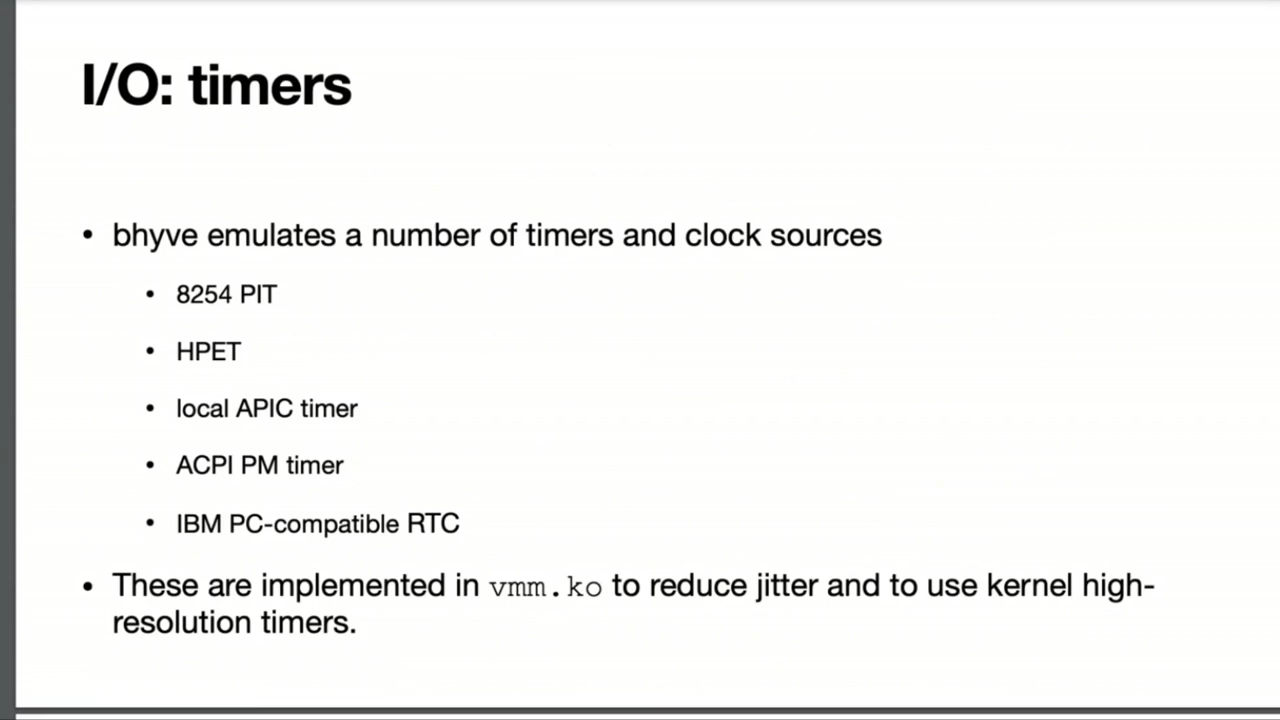 I/O: timers
• bhyve emulates a number of timers and clock sources
• 8254 PIT
• HPET
• local APIC timer
• ACPI PM timer
• IBM PC-compatible RTC
• These are implemented in vmm.ko to reduce jitter and to use kernel high-
resolution timers.